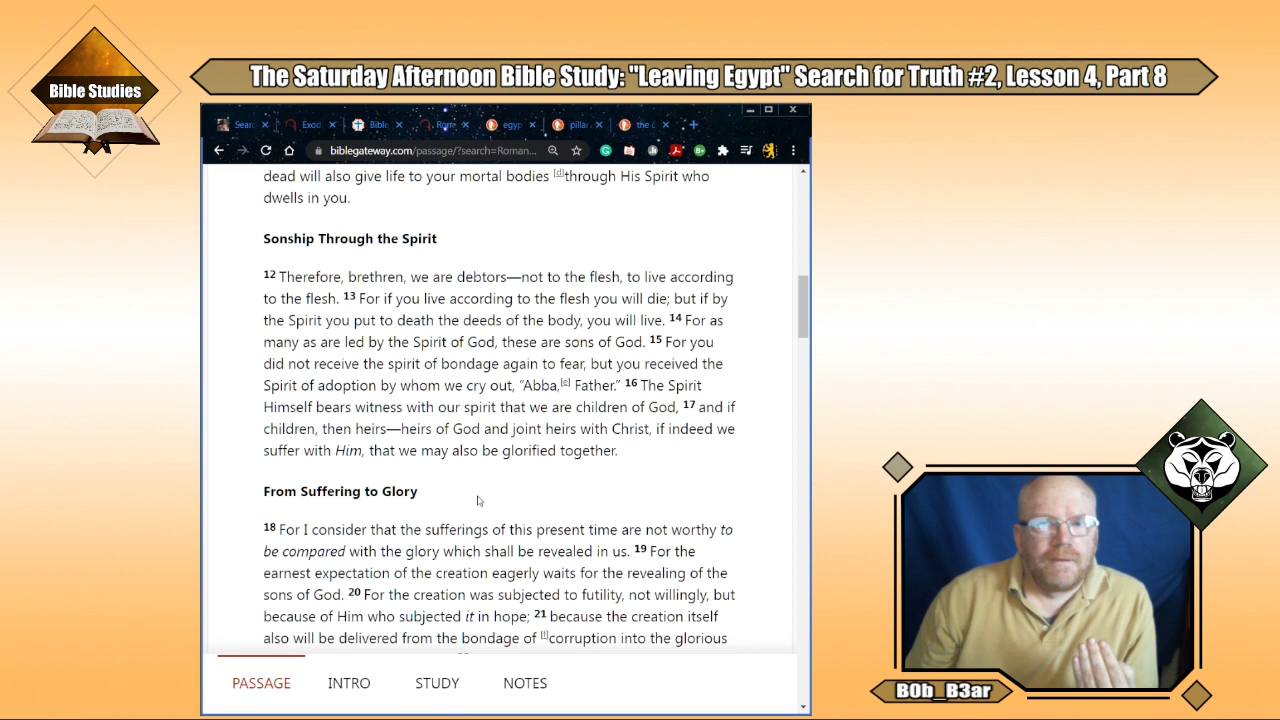 Bible Studies
The Saturday Afternoon Bible Study: "Leaving Egypt" Search for Truth #2, Lesson 4, Part 8
Sear Exod Bible Rom egyp pillar the c
biblegateway.com/passage/?search=Roman...
dead will also give life to your mortal bodies [d]through His Spirit who
dwells in you.
Sonship Through the Spirit
12 Therefore, brethren, we are debtors—not to the flesh, to live according
to the flesh. 13 For if you live according to the flesh you will die; but if by
the Spirit you put to death the deeds of the body, you will live. 14 For as
many as are led by the Spirit of God, these are sons of God. 15 For you
did not receive the spirit of bondage again to fear, but you received the
Spirit of adoption by whom we cry out, “Abba,[e] Father.” 16 The Spirit
Himself bears witness with our spirit that we are children of God, 17 and if
children, then heirs—heirs of God and joint heirs with Christ, if indeed we
suffer with Him, that we may also be glorified together.
From Suffering to Glory
18 For I consider that the sufferings of this present time are not worthy to
be compared with the glory which shall be revealed in us. 19 For the
earnest expectation of the creation eagerly waits for the revealing of the
sons of God. 20 For the creation was subjected to futility, not willingly, but
because of Him who subjected it in hope; 21 because the creation itself
also will be delivered from the bondage of [f]corruption into the glorious
PASSAGE INTRO STUDY NOTES
B0b_B3ar